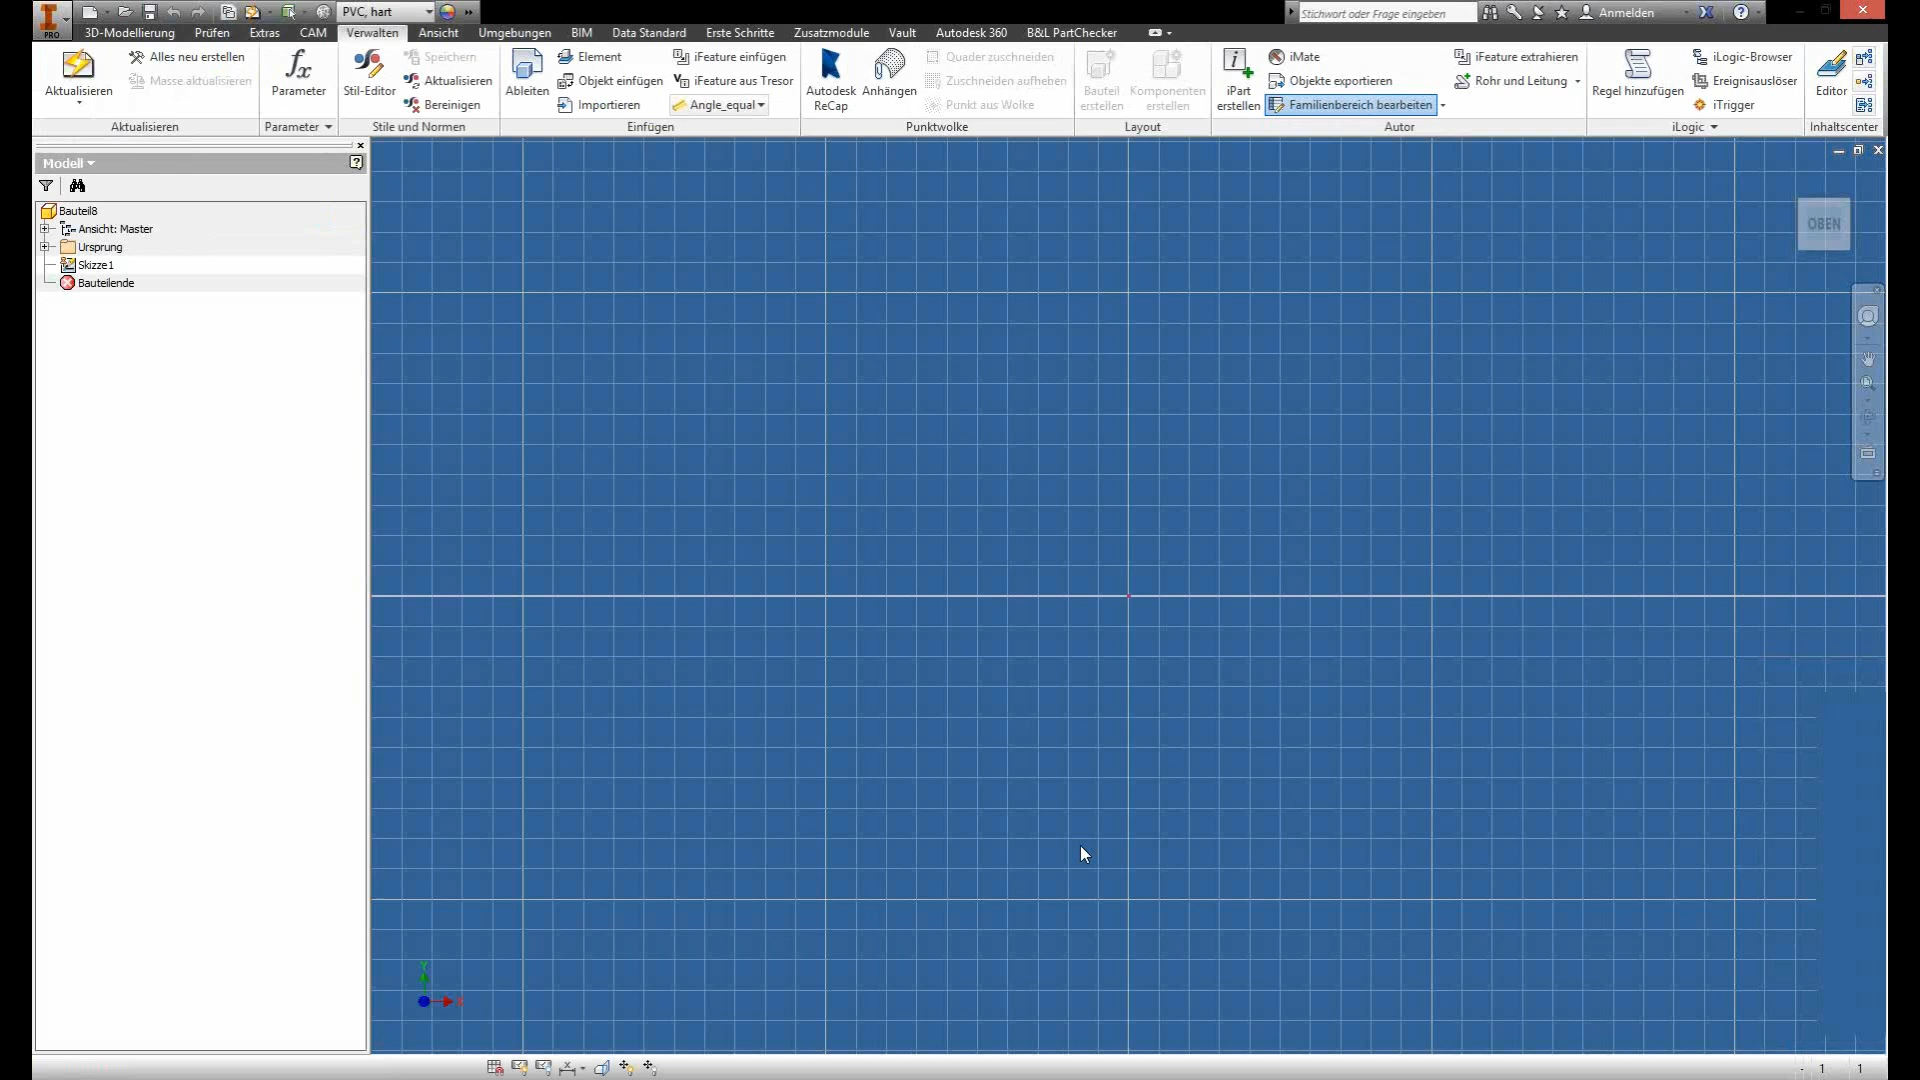 PRO
PVC, hart
Stichwort oder Frage eingeben
Anmelden
3D-Modellierung Prüfen Extras CAM Verwalten Ansicht Umgebungen BIM Data Standard Erste Schritte Zusatzmodule Vault Autodesk 360 B&L PartChecker
Aktualisieren
Alles neu erstellen
Masse aktualisieren
Aktualisieren
fx
Parameter
Parameter
Stil-Editor
Speichern
Aktualisieren
Bereinigen
Stile und Normen
Ableiten
Element
Objekt einfügen
Importieren
iFeature einfügen
iFeature aus Tresor
Angle_equal
Einfügen
Autodesk
ReCap
Anhängen
Quader zuschneiden
Zuschneiden aufheben
Punkt aus Wolke
Punktwolke
Bauteil
erstellen
Komponenten
erstellen
Layout
iPart
erstellen
iMate
Objekte exportieren
Familienbereich bearbeiten
iFeature extrahieren
Rohr und Leitung
Autor
Regel hinzufügen
iLogic-Browser
Ereignisauslöser
iTrigger
iLogic
Editor
Inhaltscenter
Modell
Bauteil8
Ansicht: Master
Ursprung
Skizze1
Bauteilende
OBEN
Y
X
1 1